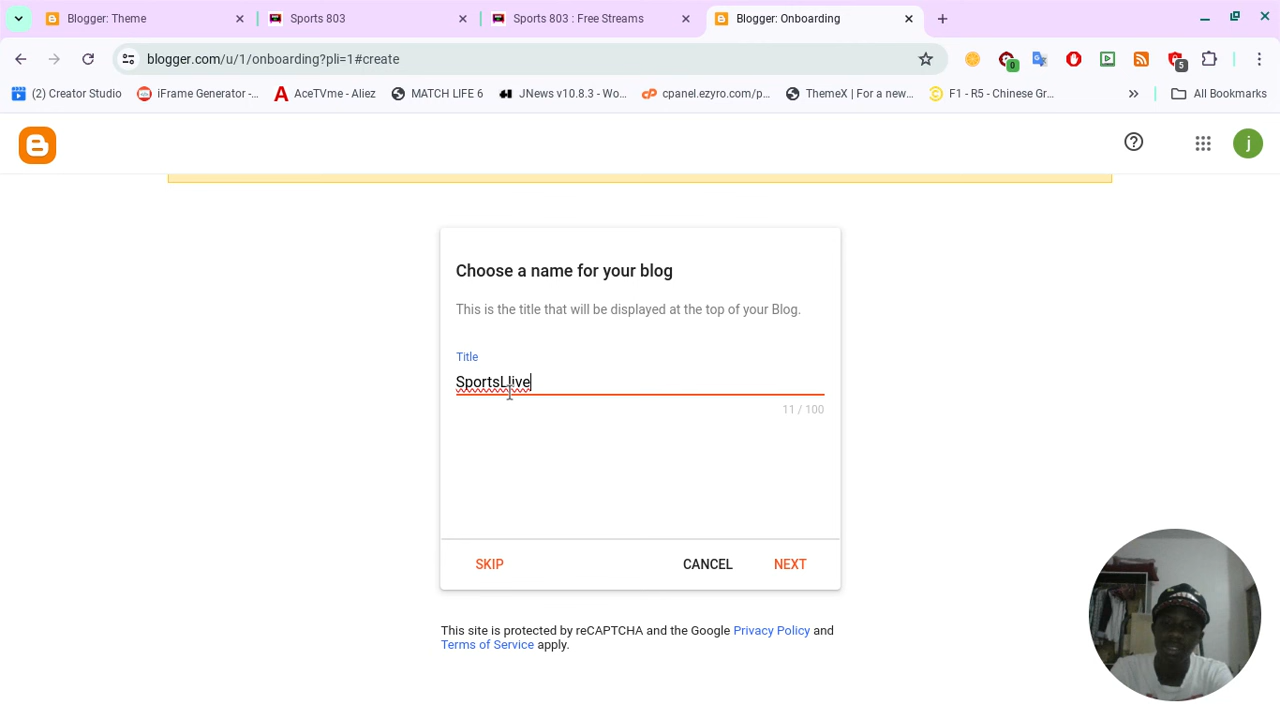 Blogger: Theme
Sports 803
Sports 803 : Free Streams
Blogger: Onboarding
blogger.com/u/1/onboarding?pli=1#create
0
5
(2) Creator Studio
iFrame Generator -...
AceTVme - Aliez
MATCH LIFE 6
JNews v10.8.3 - Wo...
cpanel.ezyro.com/p...
ThemeX | For a new...
F1 - R5 - Chinese Gr...
All Bookmarks
j
Choose a name for your blog
This is the title that will be displayed at the top of your Blog.
Title
SportsLlive
11 / 100
SKIP
CANCEL
NEXT
This site is protected by reCAPTCHA and the Google Privacy Policy and
Terms of Service apply.